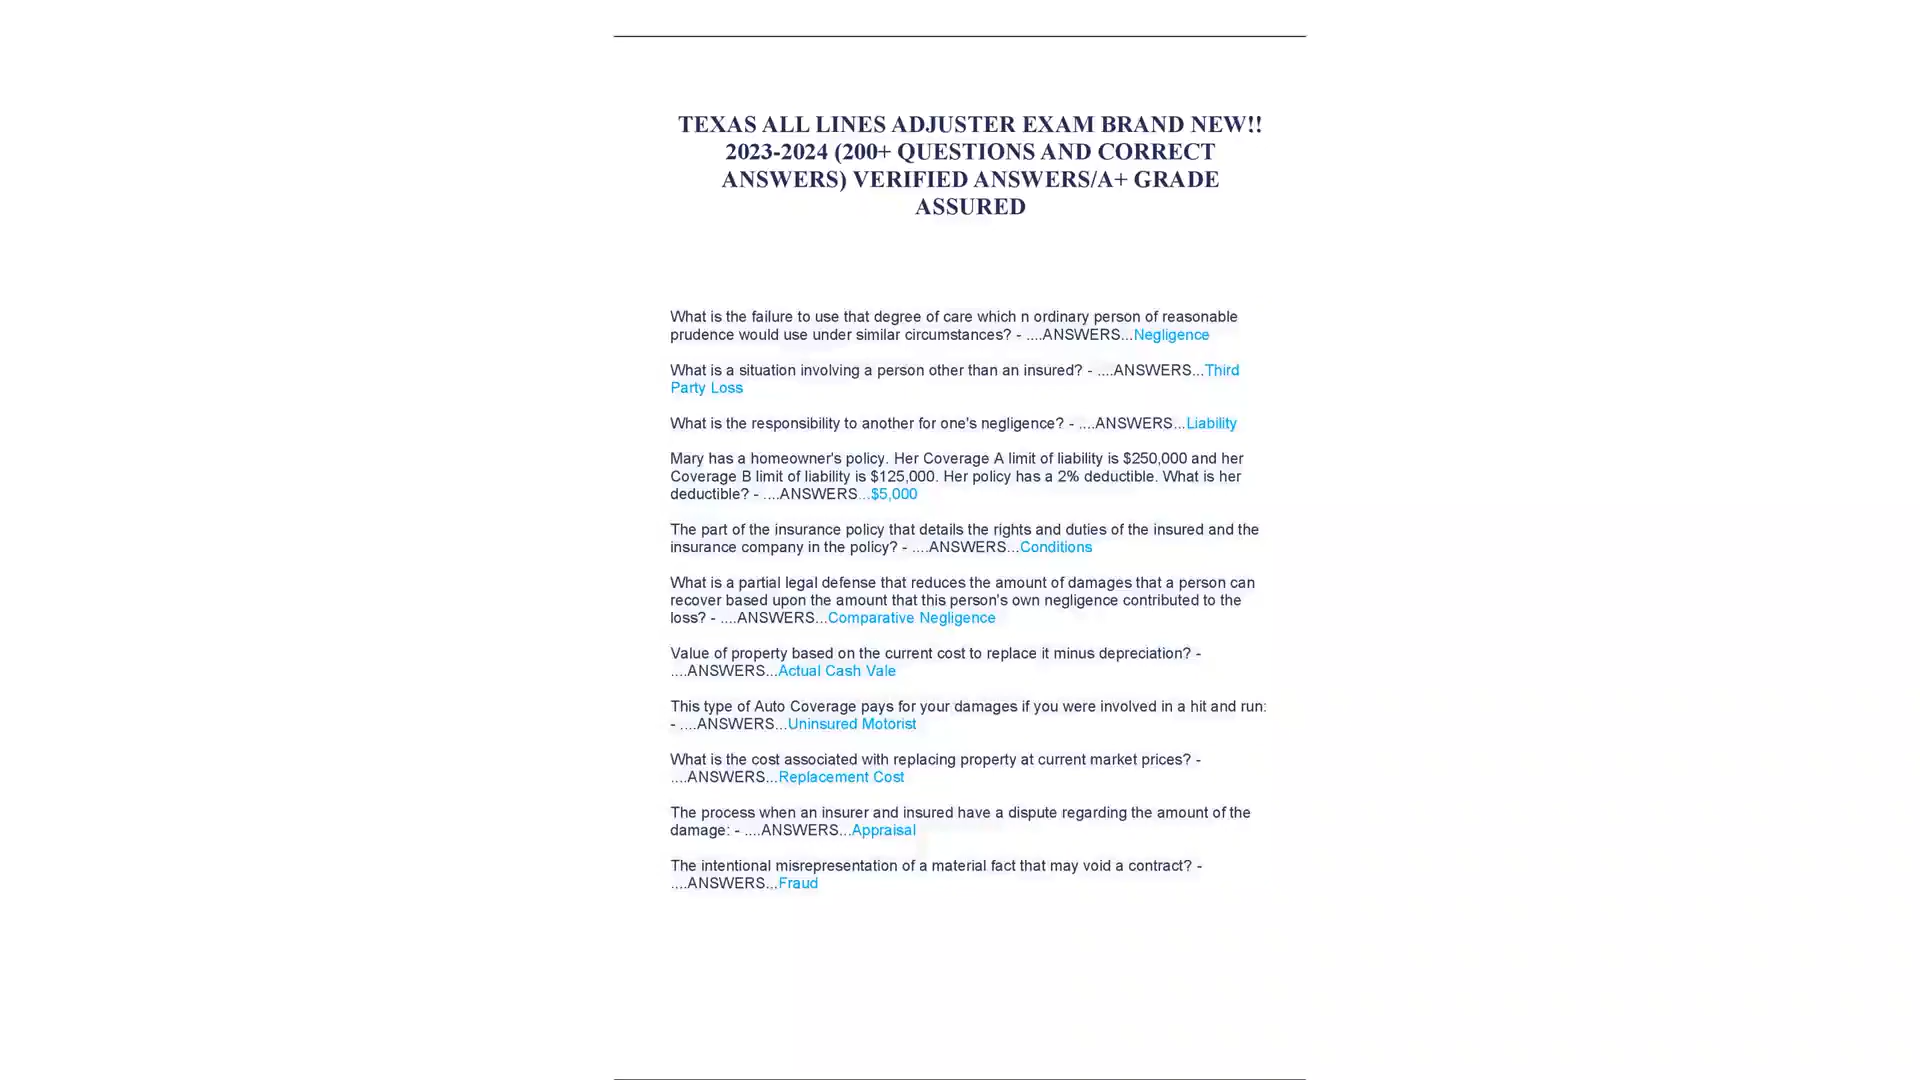 TEXAS ALL LINES ADJUSTER EXAM BRAND NEW!!
2023-2024 (200+ QUESTIONS AND CORRECT
ANSWERS) VERIFIED ANSWERS/A+ GRADE
ASSURED
What is the failure to use that degree of care which n ordinary person of reasonable
prudence would use under similar circumstances? - ....ANSWERS...Negligence
What is a situation involving a person other than an insured? - ....ANSWERS...Third
Party Loss
What is the responsibility to another for one's negligence? - ....ANSWERS...Liability
Mary has a homeowner's policy. Her Coverage A limit of liability is $250,000 and her
Coverage B limit of liability is $125,000. Her policy has a 2% deductible. What is her
deductible? - ....ANSWERS...$5,000
The part of the insurance policy that details the rights and duties of the insured and the
insurance company in the policy? - ....ANSWERS...Conditions
What is a partial legal defense that reduces the amount of damages that a person can
recover based upon the amount that this person's own negligence contributed to the
loss? - ....ANSWERS...Comparative Negligence
Value of property based on the current cost to replace it minus depreciation? -
....ANSWERS...Actual Cash Vale
This type of Auto Coverage pays for your damages if you were involved in a hit and run:
- ....ANSWERS...Uninsured Motorist
What is the cost associated with replacing property at current market prices? -
....ANSWERS...Replacement Cost
The process when an insurer and insured have a dispute regarding the amount of the
damage: - ....ANSWERS...Appraisal
The intentional misrepresentation of a material fact that may void a contract? -
....ANSWERS...Fraud